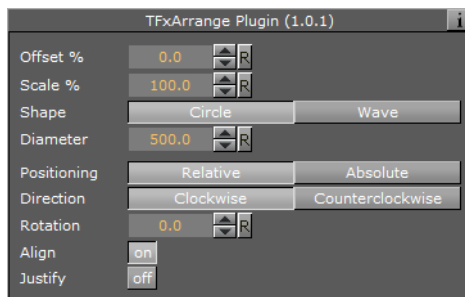 TFxArrange Plugin (1.0.1) i
Offset % 0.0 R
Scale % 100.0 R
Shape Circle Wave
Diameter 500.0 R
Positioning Relative Absolute
Direction Clockwise Counterclockwise
Rotation 0.0 R
Align on
Justify off